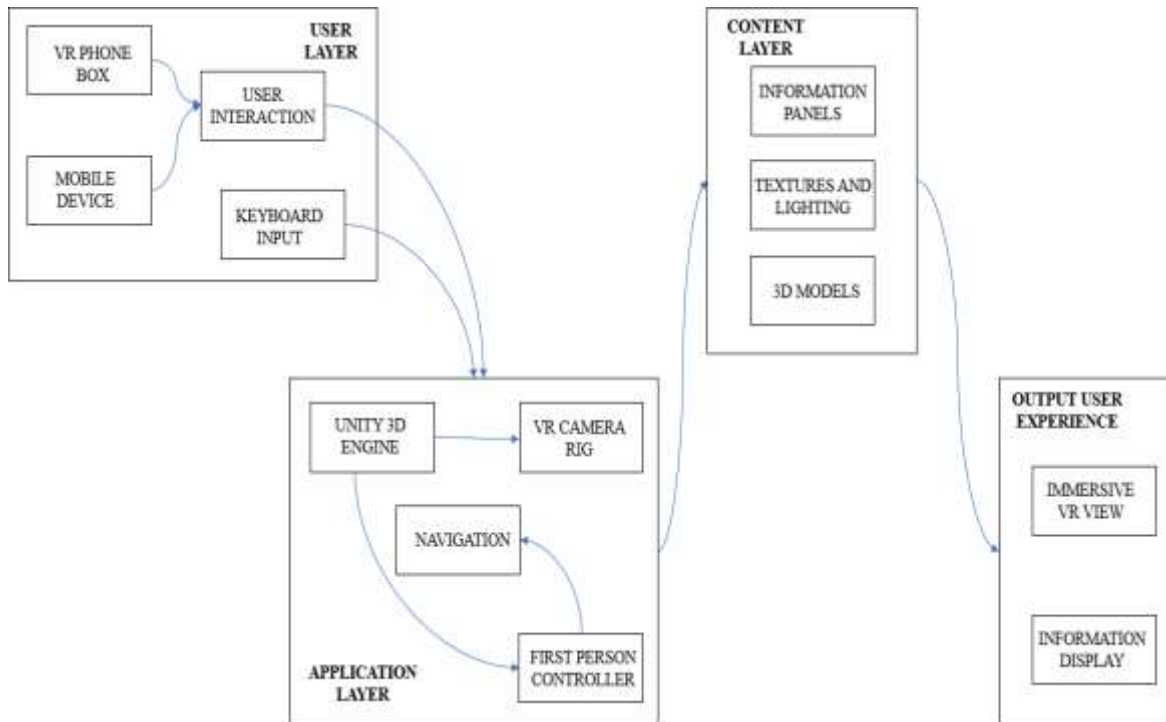 USER
LAYER
VR PHONE
BOX
USER
INTERACTION
MOBILE
DEVICE
KEYBOARD
INPUT
CONTENT
LAYER
INFORMATION
PANELS
TEXTURES AND
LIGHTING
3D MODELS
UNITY 3D
ENGINE
VR CAMERA
RIG
NAVIGATION
FIRST PERSON
CONTROLLER
APPLICATION
LAYER
OUTPUT USER
EXPERIENCE
IMMERSIVE
VR VIEW
INFORMATION
DISPLAY